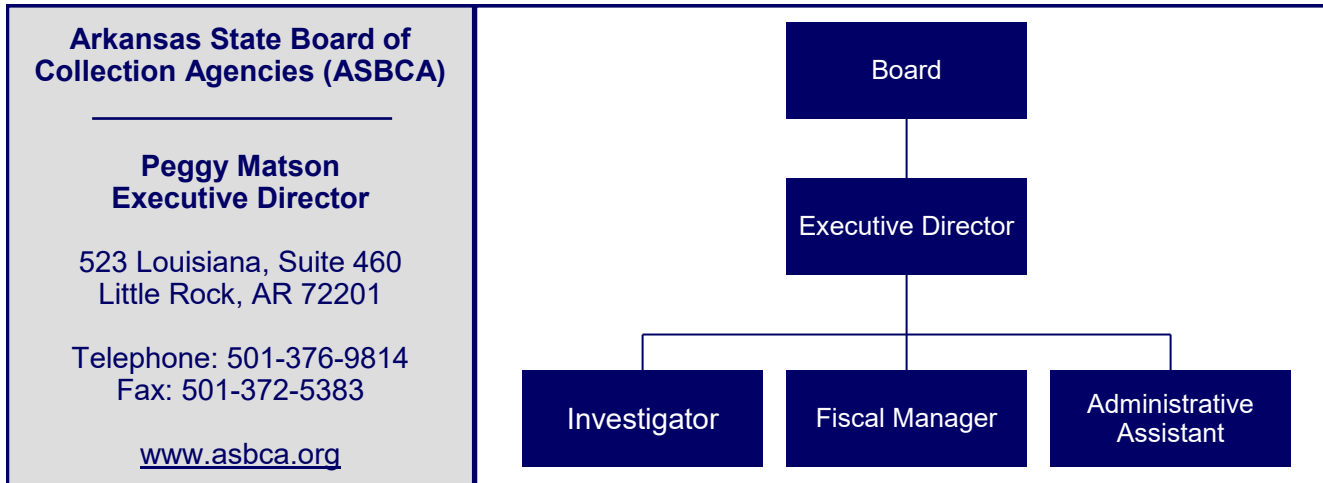 Arkansas State Board of
Collection Agencies (ASBCA)
Peggy Matson
Executive Director
523 Louisiana, Suite 460
Little Rock, AR 72201
Telephone: 501-376-9814
Fax: 501-372-5383
www.asbca.org
Board
Executive Director
Investigator
Fiscal Manager
Administrative
Assistant